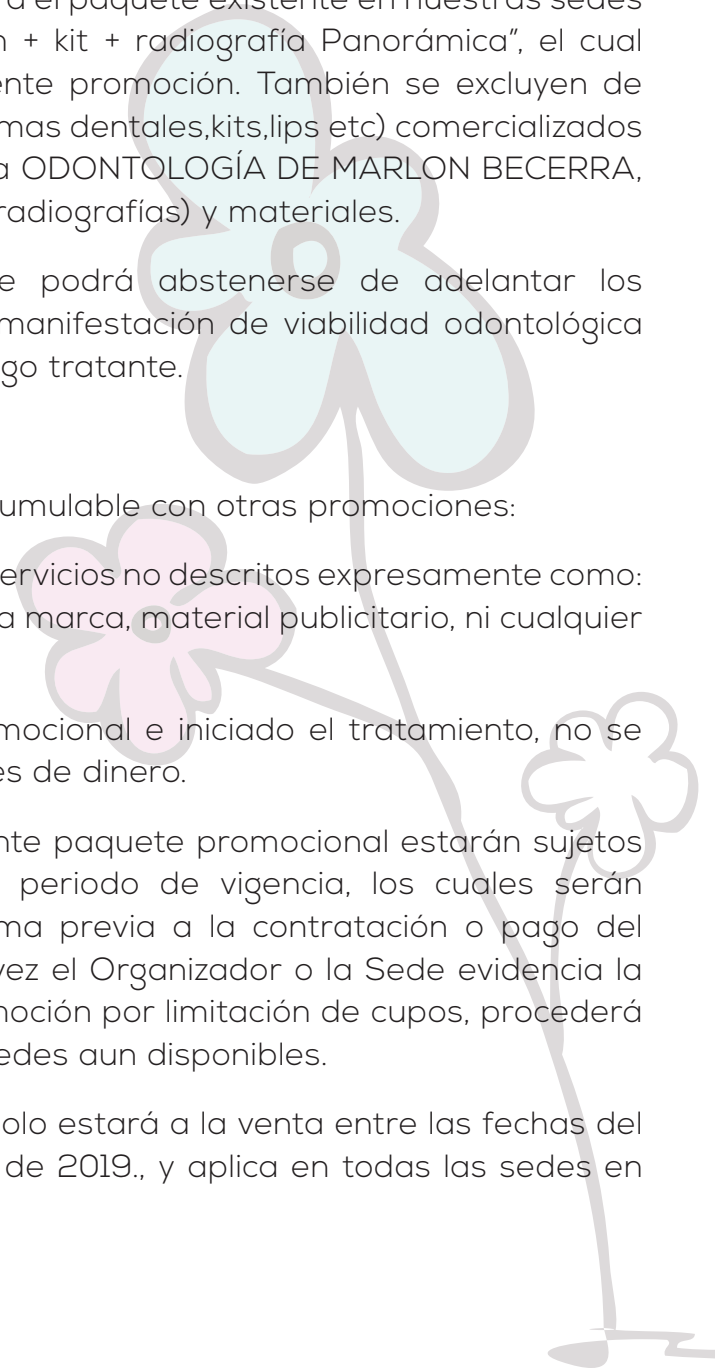 a el paquete existente en nuestras sedes
+ kit + radiografía Panorámica”, el cual
ente promoción. También se excluyen de
mas dentales,kits,lips etc) comercializados
a ODONTOLOGÍA DE MARLON BECERRA,
radiografías) y materiales.
e podrá abstenerse de adelantar los
manifestación de viabilidad odontológica
go tratante.
umulable con otras promociones:
ervicios no descritos expresamente como:
a marca, material publicitario, ni cualquier
mocional e iniciado el tratamiento, no se
es de dinero.
nte paquete promocional estarán sujetos
periodo de vigencia, los cuales serán
ma previa a la contratación o pago del
vez el Organizador o la Sede evidencia la
moción por limitación de cupos, procederá
edes aun disponibles.
olo estará a la venta entre las fechas del
de 2019., y aplica en todas las sedes en